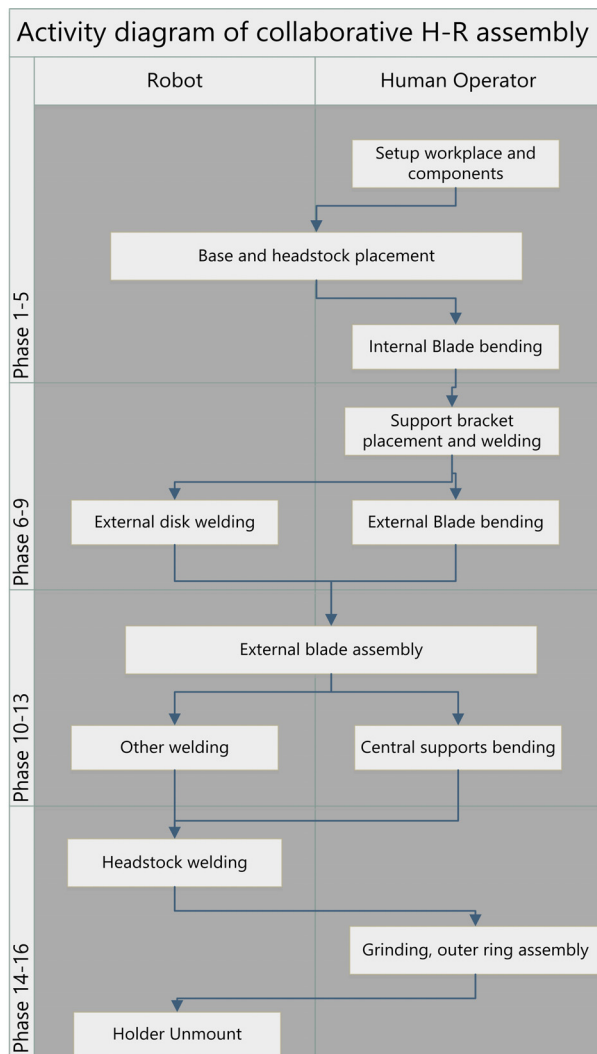 Activity diagram of collaborative H-R assembly
Robot
Human Operator
Phase 1-5
Setup workplace and
components
Base and headstock placement
Internal Blade bending
Phase 6-9
Support bracket
placement and welding
External disk welding
External Blade bending
Phase 10-13
External blade assembly
Other welding
Central supports bending
Phase 14-16
Headstock welding
Grinding, outer ring assembly
Holder Unmount